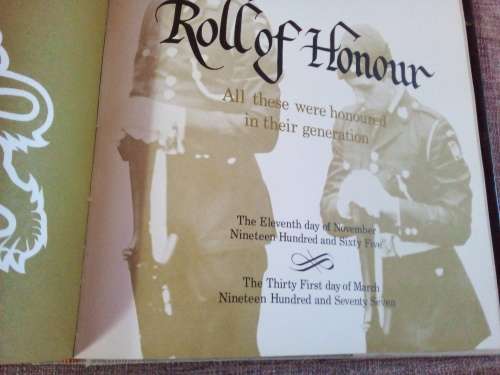 Roll of Honour
All these were honoured
in their generation
The Eleventh day of November
Nineteen Hundred and Sixty Five
The Thirty First day of March
Nineteen Hundred and Seventy Seven